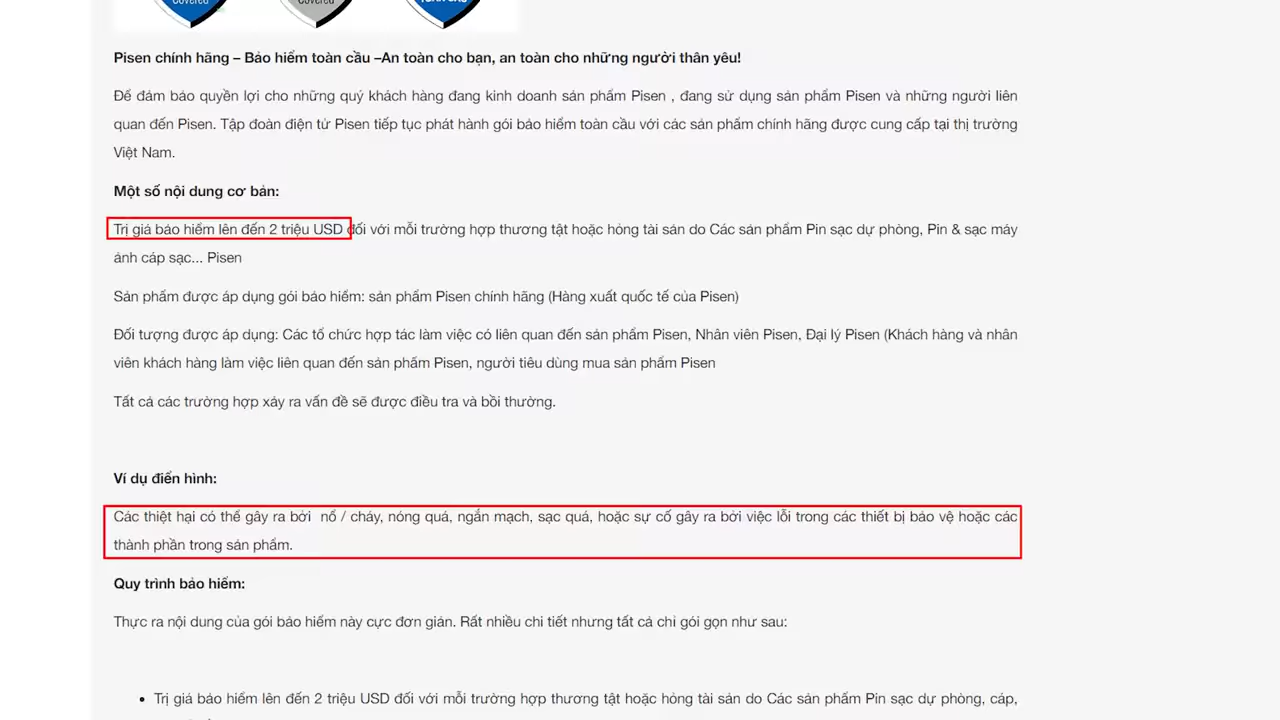 Covered
Covered
Pisen chính hãng – Bảo hiểm toàn cầu –An toàn cho bạn, an toàn cho những người thân yêu!
Để đảm bảo quyền lợi cho những quý khách hàng đang kinh doanh sản phẩm Pisen , đang sử dụng sản phẩm Pisen và những người liên
quan đến Pisen. Tập đoàn điện tử Pisen tiếp tục phát hành gói bảo hiểm toàn cầu với các sản phẩm chính hãng được cung cấp tại thị trường
Việt Nam.
Một số nội dung cơ bản:
Trị giá bảo hiểm lên đến 2 triệu USD đối với mỗi trường hợp thương tật hoặc hỏng tài sản do Các sản phẩm Pin sạc dự phòng, Pin & sạc máy
ảnh cáp sạc... Pisen
Sản phẩm được áp dụng gói bảo hiểm: sản phẩm Pisen chính hãng (Hàng xuất quốc tế của Pisen)
Đối tượng được áp dụng: Các tổ chức hợp tác làm việc có liên quan đến sản phẩm Pisen, Nhân viên Pisen, Đại lý Pisen (Khách hàng và nhân
viên khách hàng làm việc liên quan đến sản phẩm Pisen, người tiêu dùng mua sản phẩm Pisen
Tất cả các trường hợp xảy ra vấn đề sẽ được điều tra và bồi thường.
Ví dụ điển hình:
Các thiệt hại có thể gây ra bởi  nổ / cháy, nóng quá, ngắn mạch, sạc quá, hoặc sự cố gây ra bởi việc lỗi trong các thiết bị bảo vệ hoặc các
thành phần trong sản phẩm.
Quy trình bảo hiểm:
Thực ra nội dung của gói bảo hiểm này cực đơn giản. Rất nhiều chi tiết nhưng tất cả chỉ gói gọn như sau:
• Trị giá bảo hiểm lên đến 2 triệu USD đối với mỗi trường hợp thương tật hoặc hỏng tài sản do Các sản phẩm Pin sạc dự phòng, cáp,